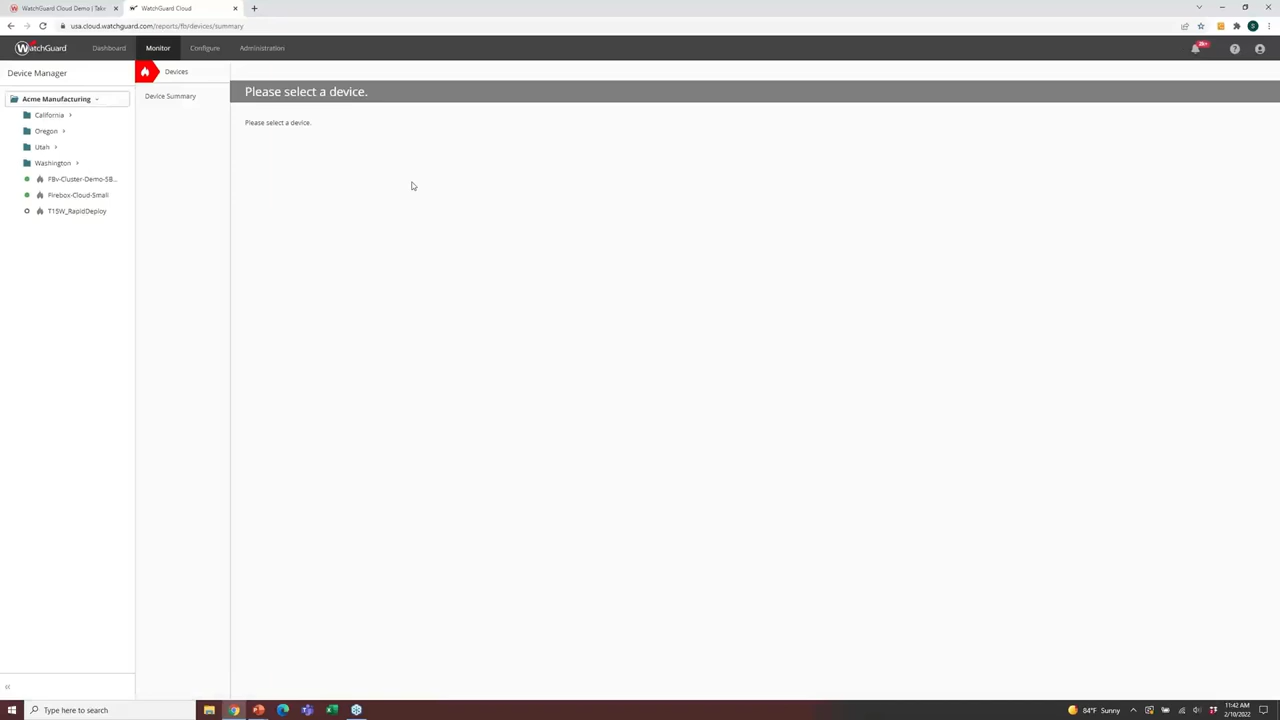 WatchGuard Cloud Demo | Take
WatchGuard Cloud
usa.cloud.watchguard.com/reports/flh/devices/summary
WatchGuard
Dashboard
Monitor
Configure
Administration
Device Manager
Devices
Device Summary
Please select a device.
Please select a device.
Acme Manufacturing
California
Oregon
Utah
Washington
FBv-Cluster-Demo-SB...
Firebox-Cloud-Small
T15W_RapidDeploy
Type here to search
84°F Sunny
11:42 AM
2/10/2022